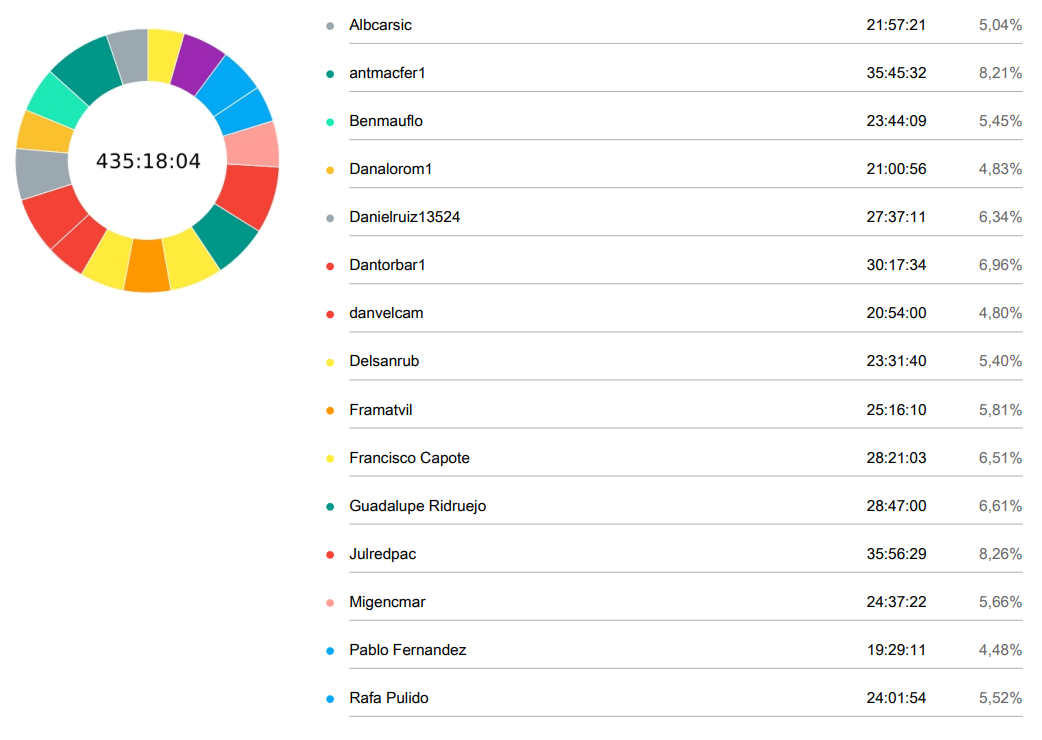 435:18:04
Albcarsic 21:57:21 5,04%
antmacfer1 35:45:32 8,21%
Benmauflo 23:44:09 5,45%
Danalorom1 21:00:56 4,83%
Danielruiz13524 27:37:11 6,34%
Dantorbar1 30:17:34 6,96%
danvelcam 20:54:00 4,80%
Delsanrub 23:31:40 5,40%
Framatvil 25:16:10 5,81%
Francisco Capote 28:21:03 6,51%
Guadalupe Ridruejo 28:47:00 6,61%
Julredpac 35:56:29 8,26%
Migencmar 24:37:22 5,66%
Pablo Fernandez 19:29:11 4,48%
Rafa Pulido 24:01:54 5,52%